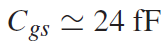 C_{gs} ≃ 24 fF